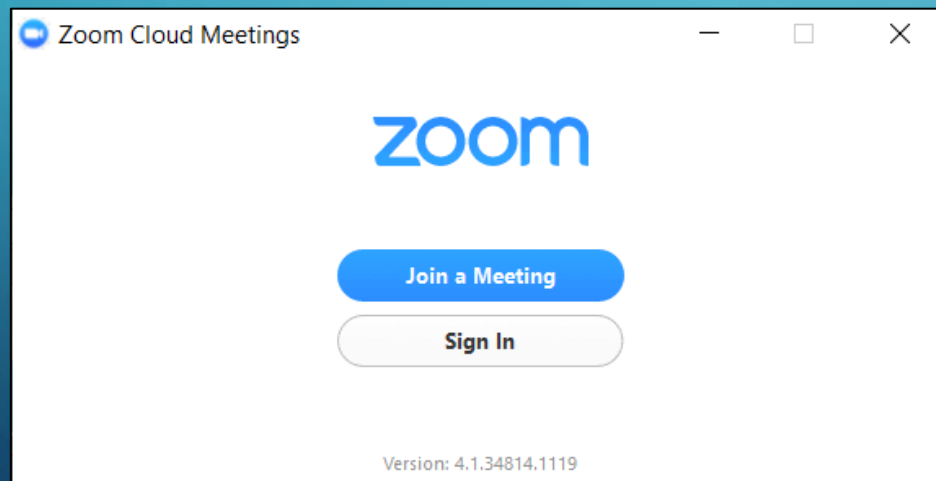 Zoom Cloud Meetings
zoom
Join a Meeting
Sign In
Version: 4.1.34814.1119